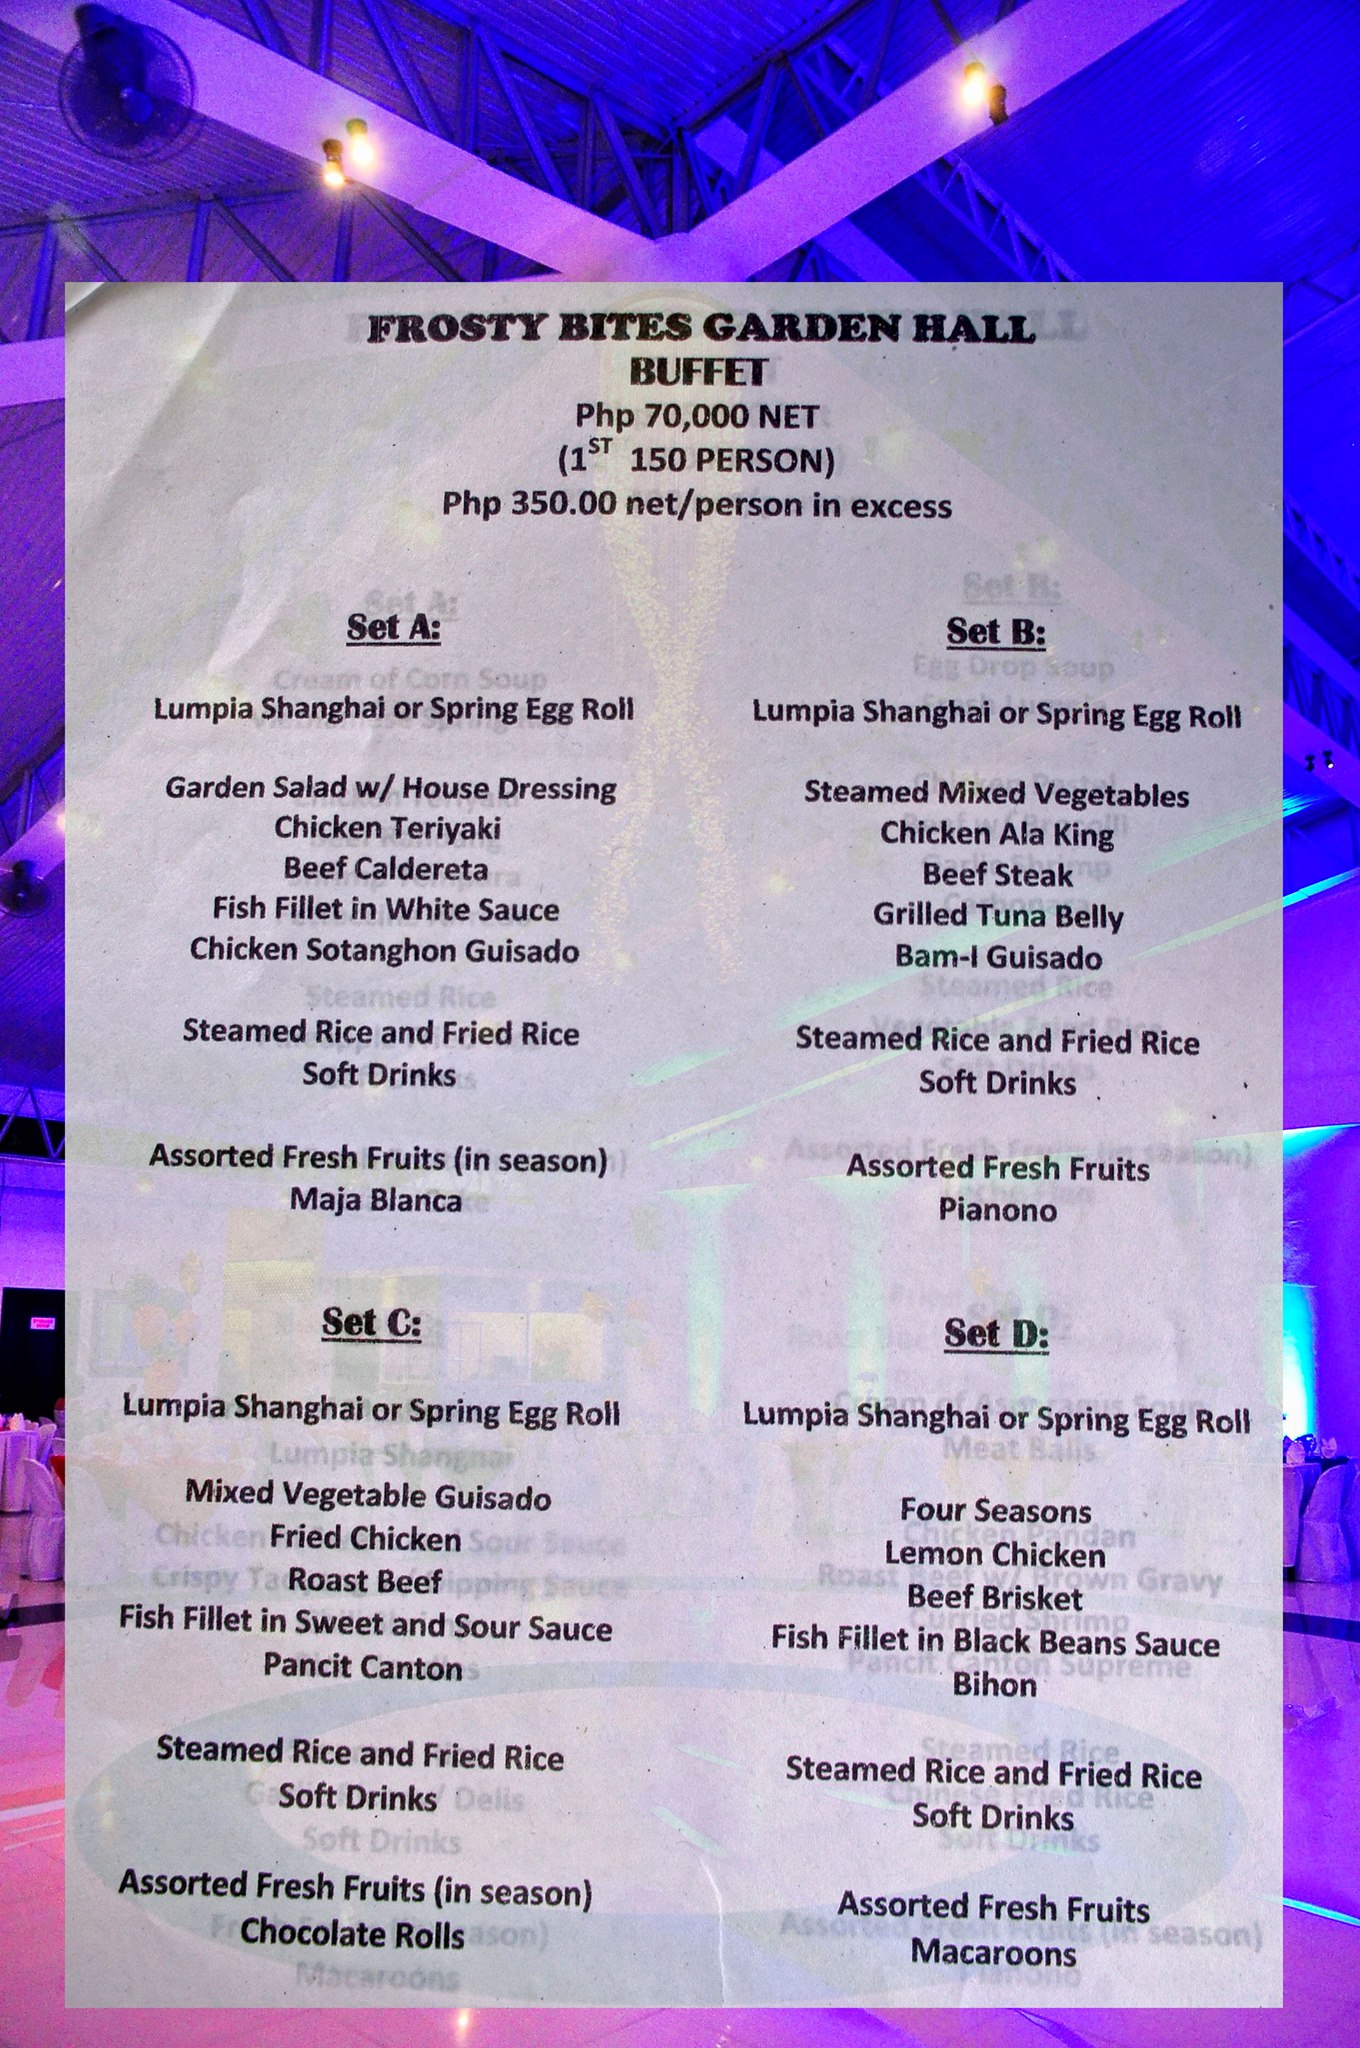 FROSTY BITES GARDEN HALL
BUFFET
Php 70,000 NET
(1ST 150 PERSON)
Php 350.00 net/person in excess
Set A:
Lumpia Shanghai or Spring Egg Roll
Garden Salad w/ House Dressing
Chicken Teriyaki
Beef Caldereta
Fish Fillet in White Sauce
Chicken Sotanghon Guisado
Steamed Rice and Fried Rice
Soft Drinks
Assorted Fresh Fruits (in season)
Maja Blanca
Set B:
Lumpia Shanghai or Spring Egg Roll
Steamed Mixed Vegetables
Chicken Ala King
Beef Steak
Grilled Tuna Belly
Bam-I Guisado
Steamed Rice and Fried Rice
Soft Drinks
Assorted Fresh Fruits
Pianono
Set C:
Lumpia Shanghai or Spring Egg Roll
Mixed Vegetable Guisado
Fried Chicken
Roast Beef
Fish Fillet in Sweet and Sour Sauce
Pancit Canton
Steamed Rice and Fried Rice
Soft Drinks
Assorted Fresh Fruits (in season)
Chocolate Rolls
Set D:
Lumpia Shanghai or Spring Egg Roll
Four Seasons
Lemon Chicken
Beef Brisket
Fish Fillet in Black Beans Sauce
Bihon
Steamed Rice and Fried Rice
Soft Drinks
Assorted Fresh Fruits
Macaroons